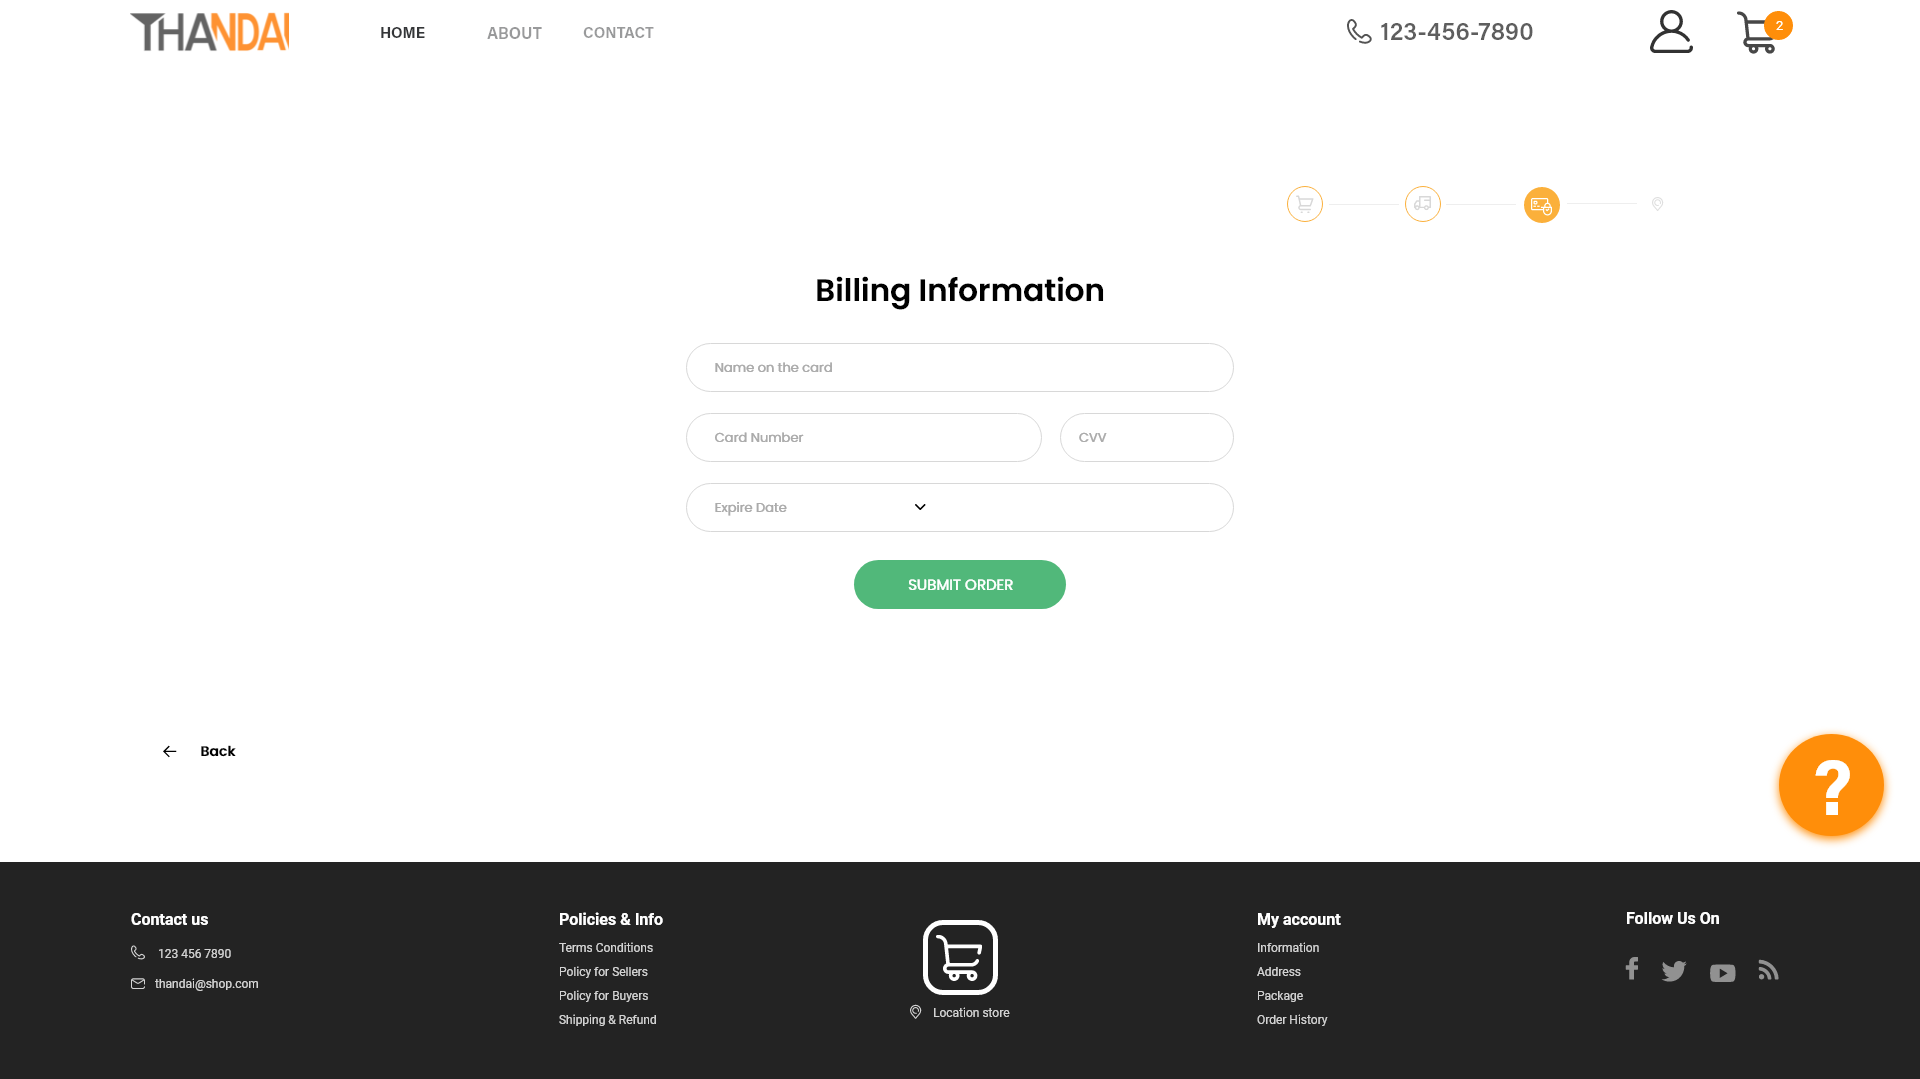 THANDAI
HOME
ABOUT
CONTACT
123-456-7890
2
Billing Information
Name on the card
Card Number
CVV
Expire Date
SUBMIT ORDER
Back
?
Contact us
123 456 7890
thandai@shop.com
Policies & Info
Terms Conditions
Policy for Sellers
Policy for Buyers
Shipping & Refund
Location store
My account
Information
Address
Package
Order History
Follow Us On